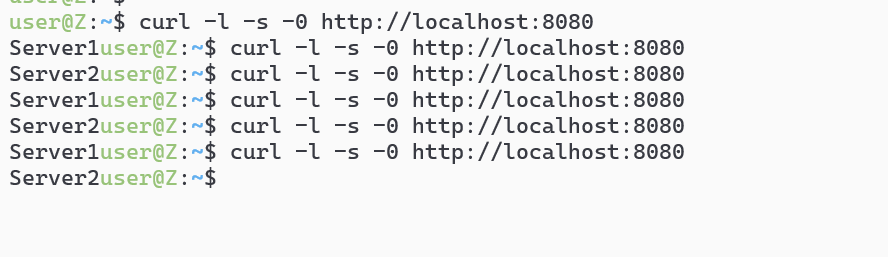 user@Z:~$ curl -l -s -0 http://localhost:8080
Server1user@Z:~$ curl -l -s -0 http://localhost:8080
Server2user@Z:~$ curl -l -s -0 http://localhost:8080
Server1user@Z:~$ curl -l -s -0 http://localhost:8080
Server2user@Z:~$ curl -l -s -0 http://localhost:8080
Server1user@Z:~$ curl -l -s -0 http://localhost:8080
Server2user@Z:~$